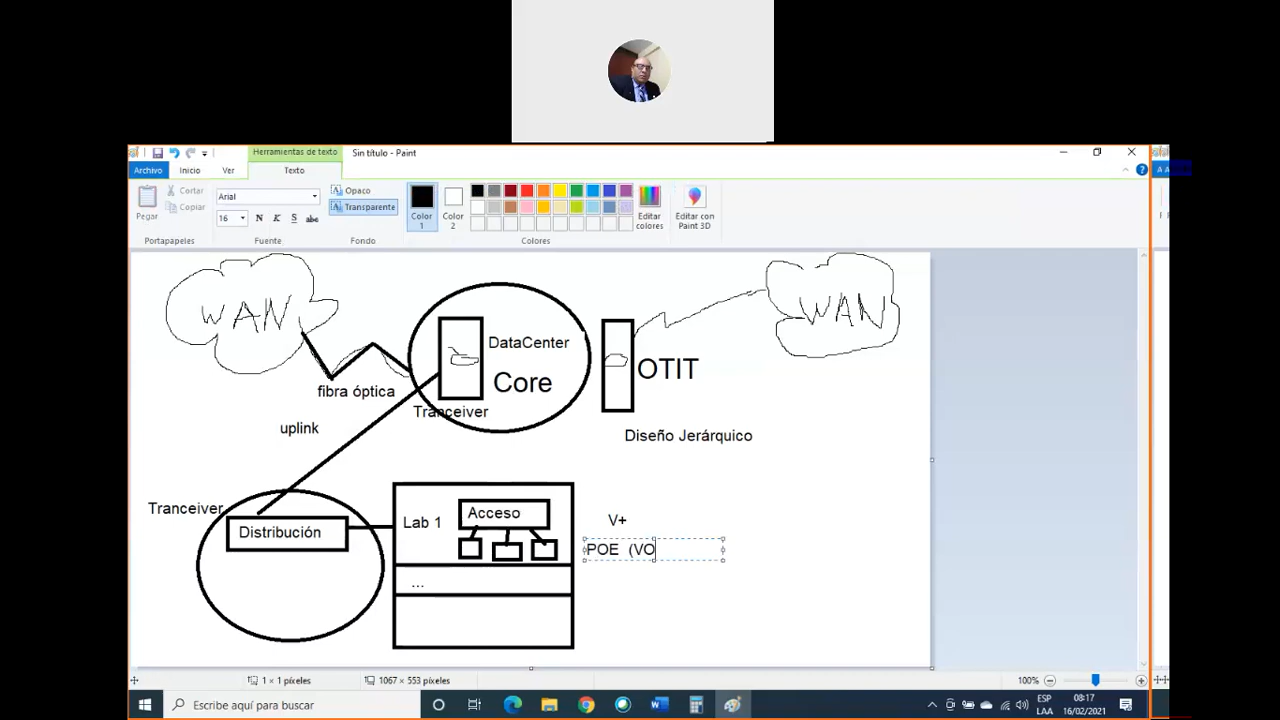 Herramientas de texto
Sin título - Paint
Archivo
Inicio
Ver
Texto
Pegar
Cortar
Copiar
Portapapeles
Arial
16
N K S abc
Fuente
Opaco
Transparente
Fondo
Color 1
Color 2
Editar colores
Editar con Paint 3D
Colores
WAN
WAN
DataCenter
Core
OTIT
fibra óptica
Tranceiver
uplink
Diseño Jerárquico
Tranceiver
Distribución
Lab 1
Acceso
V+
POE (VO
...
1 × 1 píxeles
1067 × 553 píxeles
100%
Escribe aquí para buscar
ESP
LAA
08:17
16/02/2021